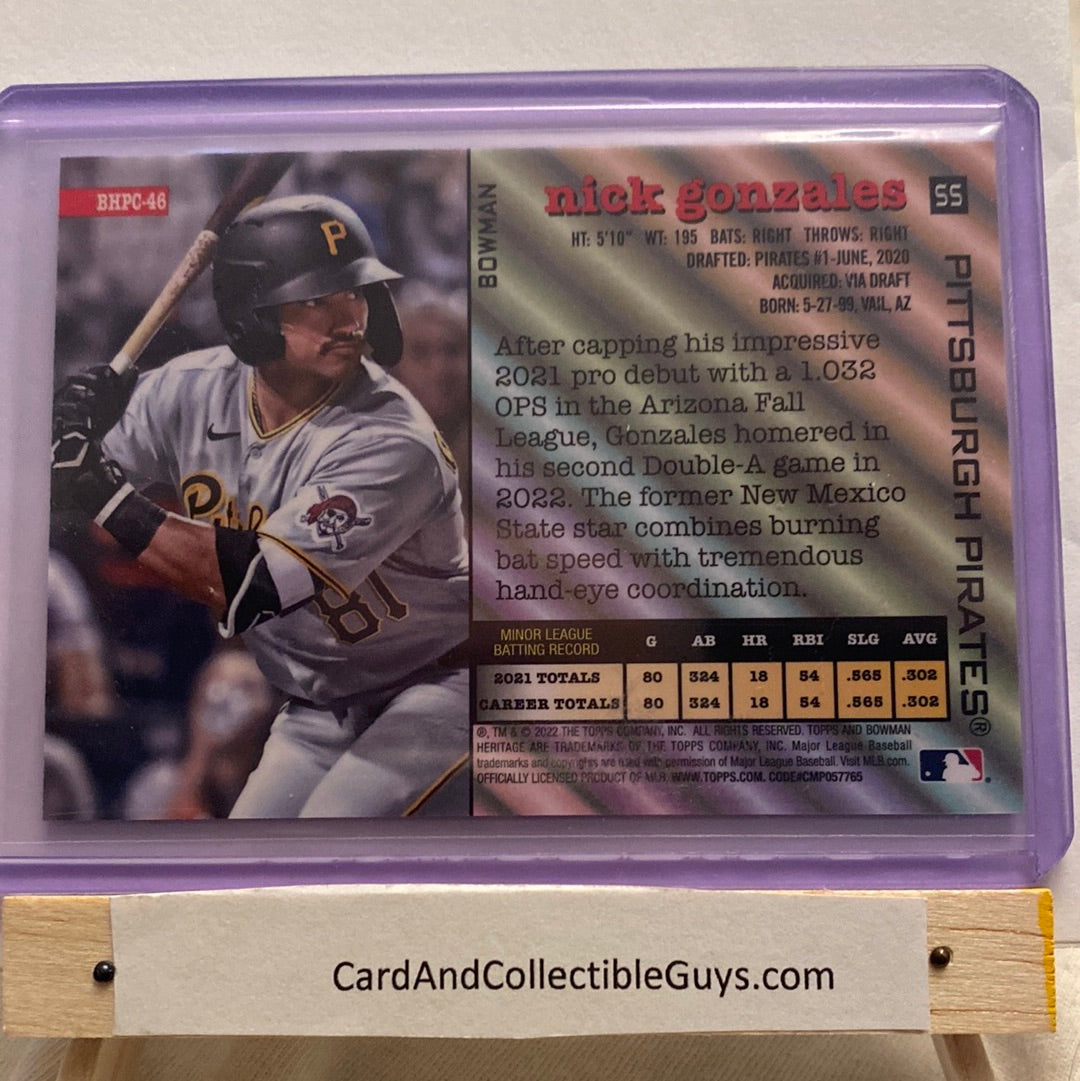 BHPC-46
P
Pi
81
BOWMAN
nick gonzales
SS
HT: 5'10" WT: 195 BATS: RIGHT THROWS: RIGHT
DRAFTED: PIRATES #1-JUNE, 2020
ACQUIRED: VIA DRAFT
BORN: 5-27-99, VAIL, AZ
PITTSBURGH PIRATES®
After capping his impressive
2021 pro debut with a 1.032
OPS in the Arizona Fall
League, Gonzales homered in
his second Double-A game in
2022. The former New Mexico
State star combines burning
bat speed with tremendous
hand-eye coordination.
MINOR LEAGUE
BATTING RECORD G AB HR RBI SLG AVG
2021 TOTALS 80 324 18 54 .565 .302
CAREER TOTALS 80 324 18 54 .565 .302
®, TM & © 2022 THE TOPPS COMPANY, INC. ALL RIGHTS RESERVED. TOPPS AND BOWMAN
HERITAGE ARE TRADEMARKS OF THE TOPPS COMPANY, INC. Major League Baseball
trademarks and copyrights are used with permission of Major League Baseball. Visit MLB.com.
OFFICIALLY LICENSED PRODUCT OF MLB. WWW.TOPPS.COM. CODE#CMP057765
CardAndCollectibleGuys.com